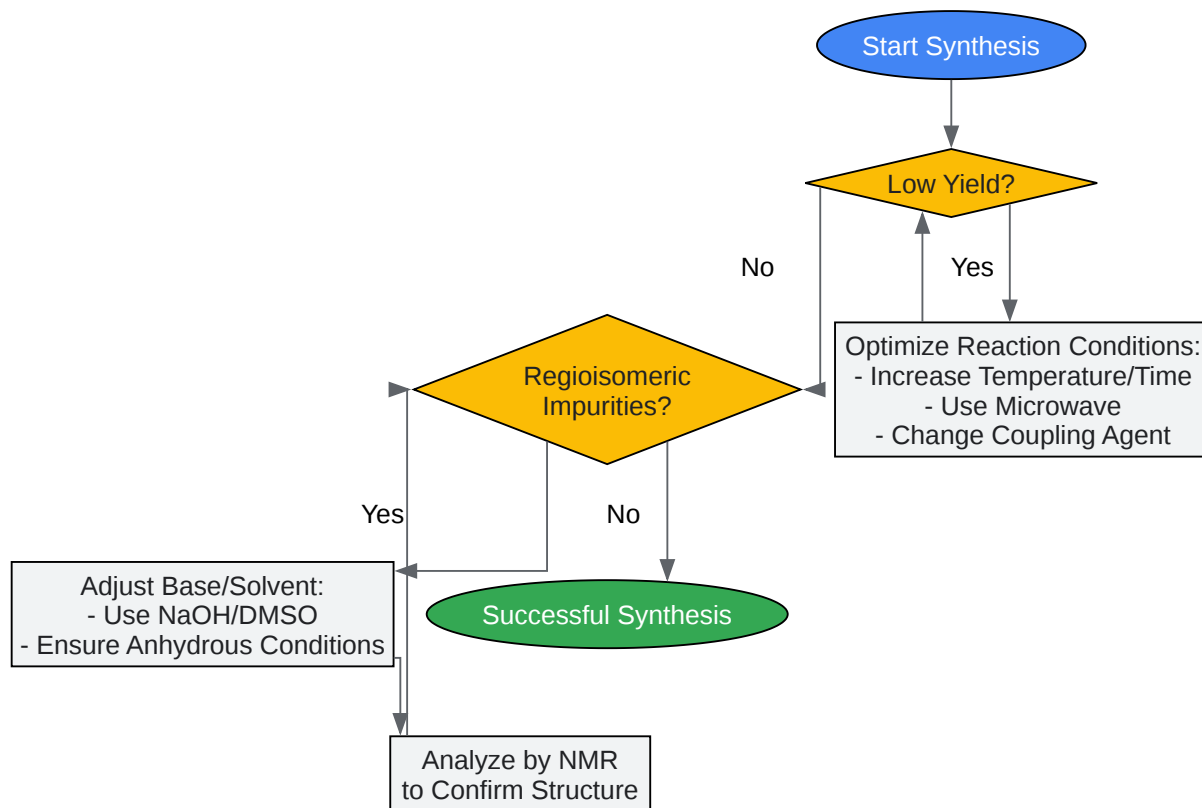 Start Synthesis
Low Yield?
No
Yes
Optimize Reaction Conditions:
- Increase Temperature/Time
- Use Microwave
- Change Coupling Agent
Regioisomeric
Impurities?
Yes
No
Adjust Base/Solvent:
- Use NaOH/DMSO
- Ensure Anhydrous Conditions
Successful Synthesis
Analyze by NMR
to Confirm Structure